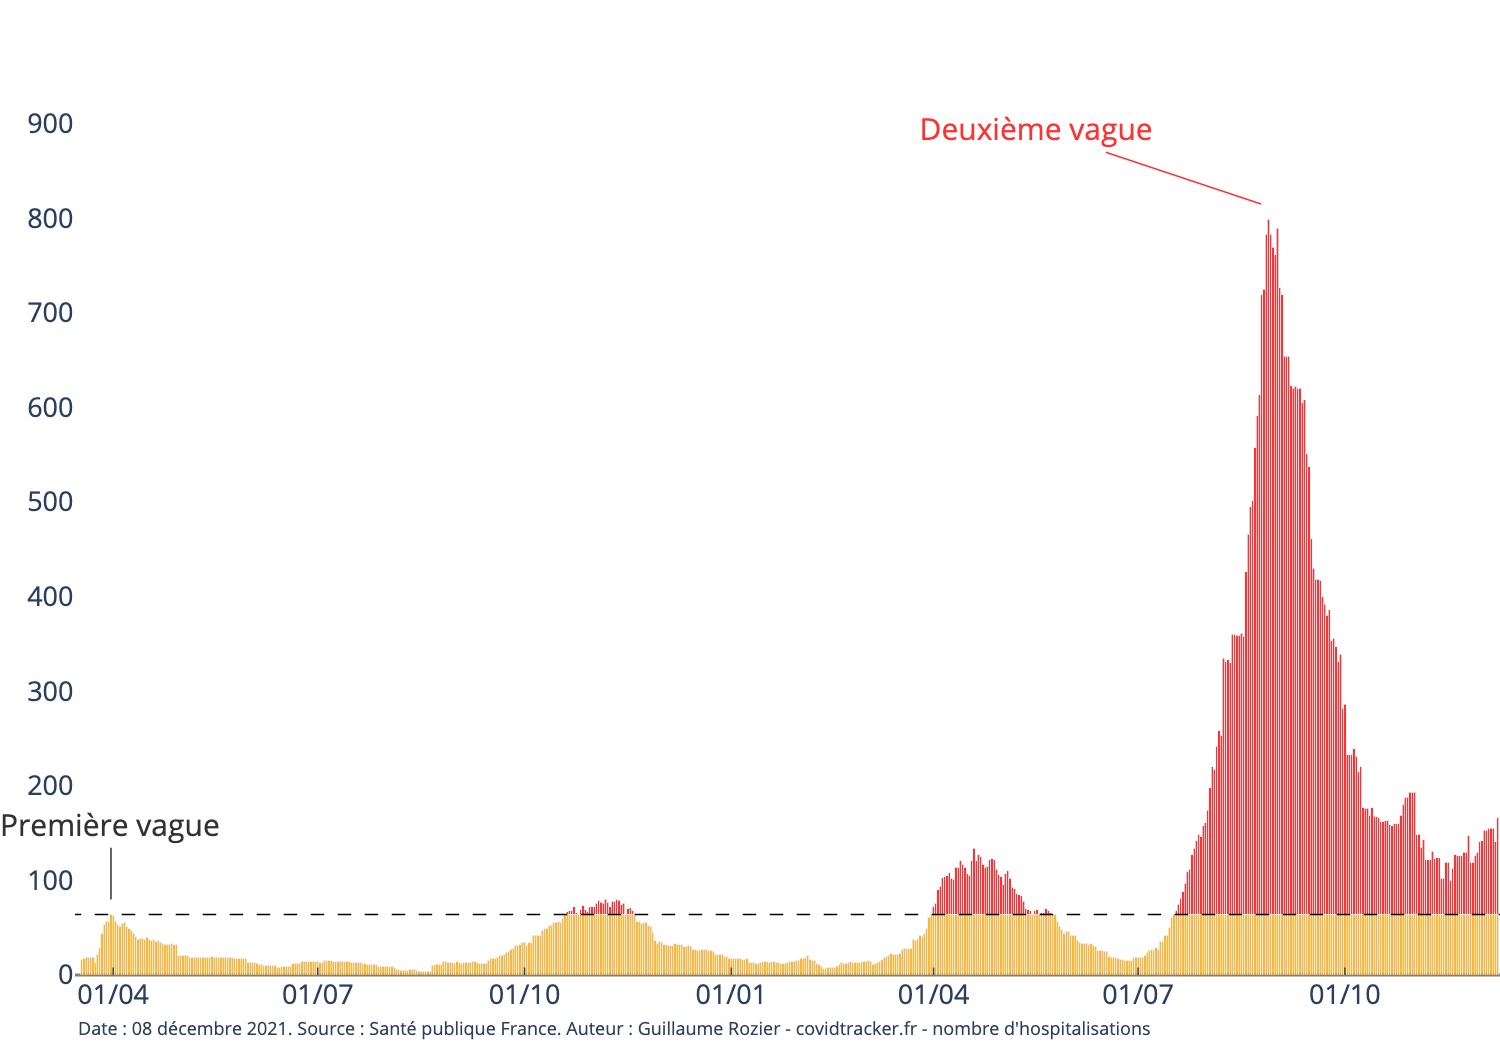 900
Deuxième vague
800
700
600
500
400
300
200
Première vague
100
0
01/04 01/07 01/10 01/01 01/04 01/07 01/10
Date : 08 décembre 2021. Source : Santé publique France. Auteur : Guillaume Rozier - covidtracker.fr - nombre d'hospitalisations